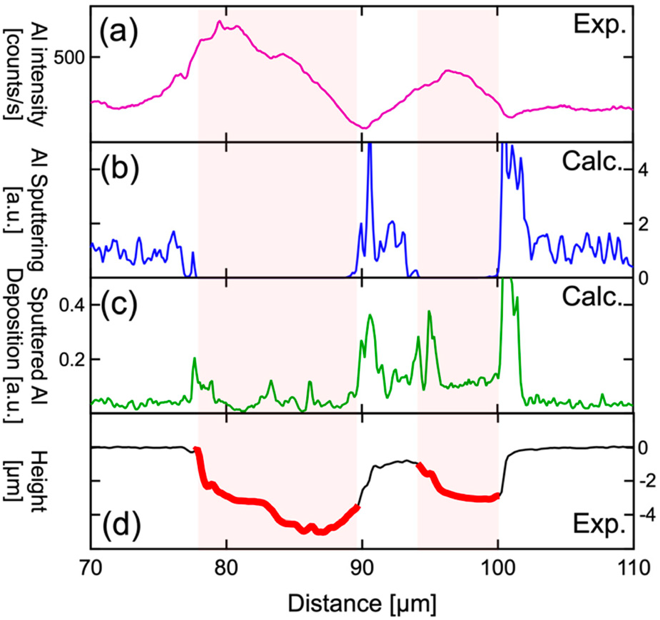 (a)
Exp.
Al intensity
[counts/s]
500
(b)
Calc.
Al Sputtering
[a.u.]
4
2
0
(c)
Calc.
Sputtered Al
Deposition [a.u.]
0.4
0.2
(d)
Exp.
Height
[μm]
0
-2
-4
70 80 90 100 110
Distance [μm]